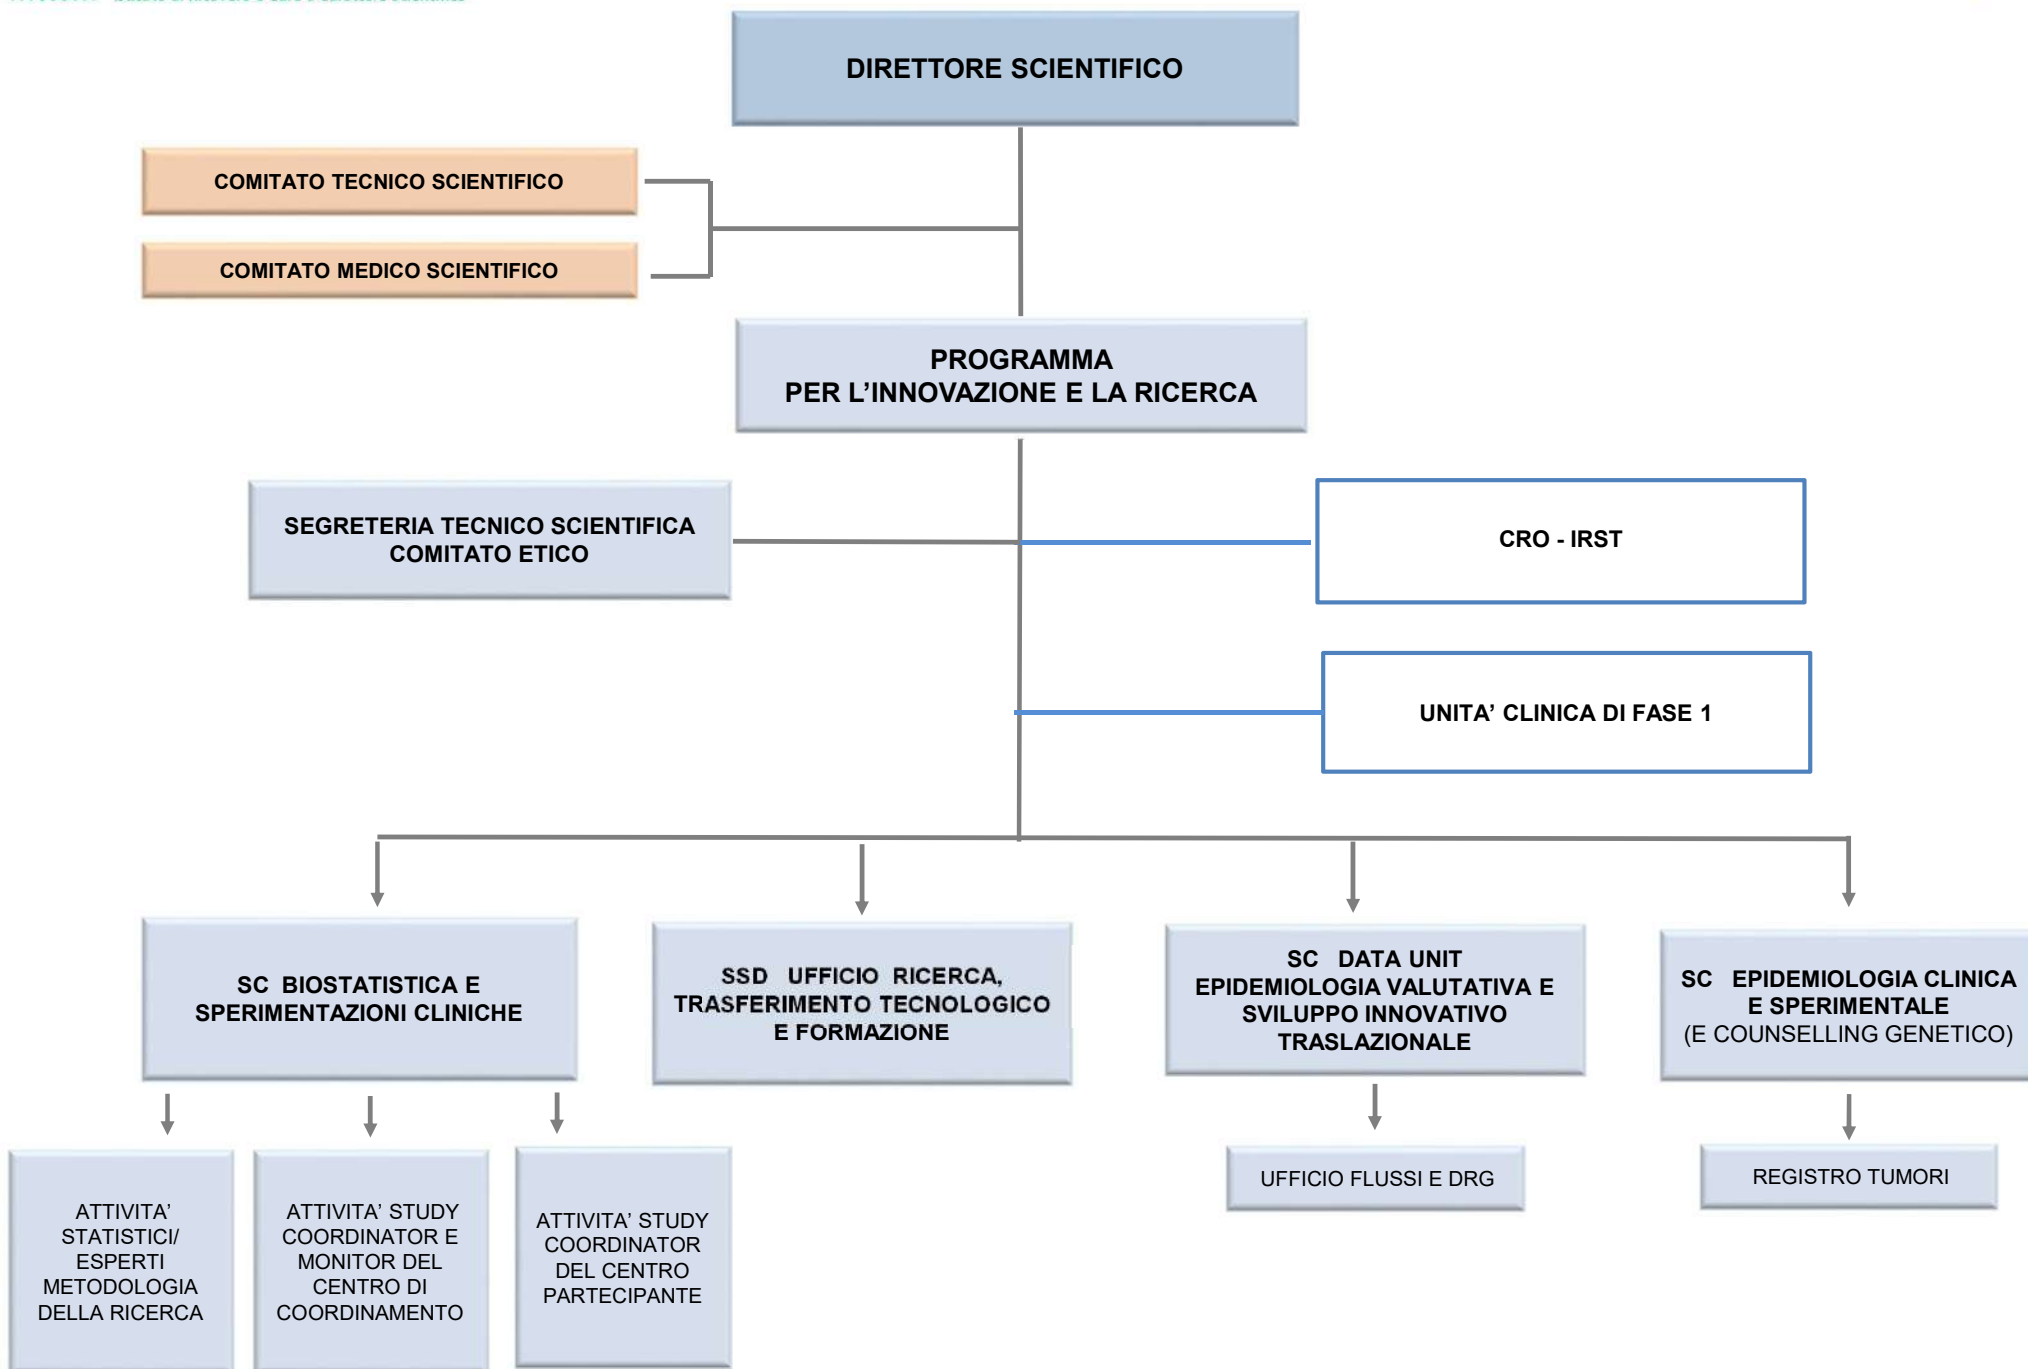 DIRETTORE SCIENTIFICO
COMITATO TECNICO SCIENTIFICO
COMITATO MEDICO SCIENTIFICO
PROGRAMMA
PER L’INNOVAZIONE E LA RICERCA
SEGRETERIA TECNICO SCIENTIFICA
COMITATO ETICO
CRO - IRST
UNITA’ CLINICA DI FASE 1
SC BIOSTATISTICA E
SPERIMENTAZIONI CLINICHE
SSD UFFICIO RICERCA,
TRASFERIMENTO TECNOLOGICO
E FORMAZIONE
SC DATA UNIT
EPIDEMIOLOGIA VALUTATIVA E
SVILUPPO INNOVATIVO
TRASLAZIONALE
SC EPIDEMIOLOGIA CLINICA
E SPERIMENTALE
(E COUNSELLING GENETICO)
ATTIVITA’
STATISTICI/
ESPERTI
METODOLOGIA
DELLA RICERCA
ATTIVITA’ STUDY
COORDINATOR E
MONITOR DEL
CENTRO DI
COORDINAMENTO
ATTIVITA’ STUDY
COORDINATOR
DEL CENTRO
PARTECIPANTE
UFFICIO FLUSSI E DRG
REGISTRO TUMORI